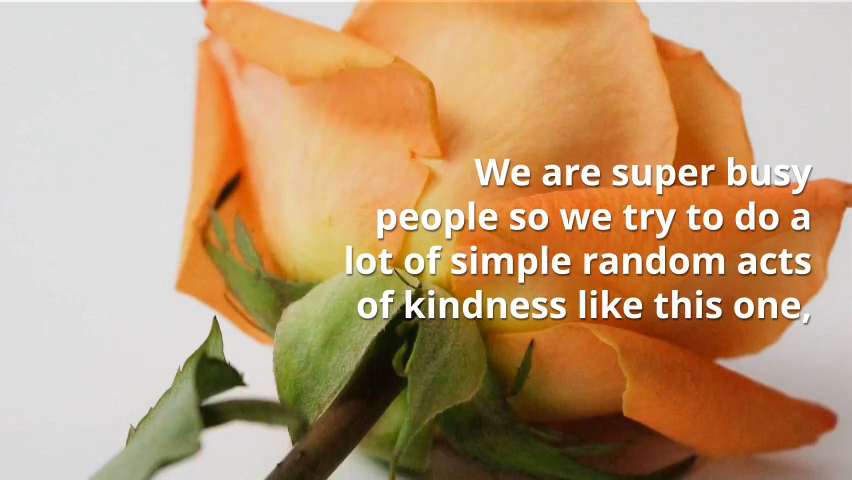 We are super busy
people so we try to do a
lot of simple random acts
of kindness like this one,